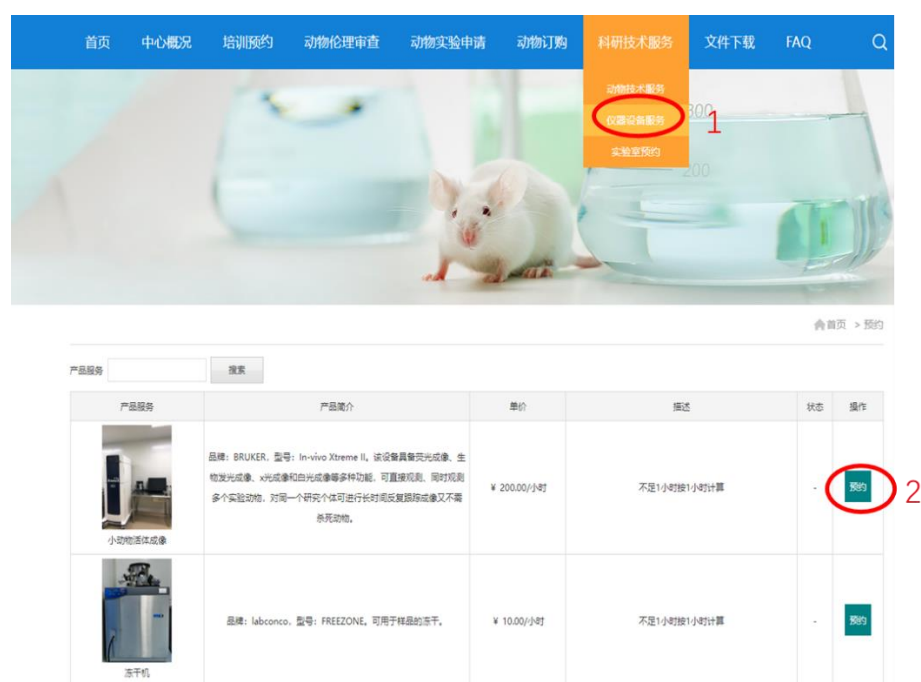 首页 中心概况 培训预约 动物伦理审查 动物实验申请 动物订购 科研技术服务 文件下载 FAQ
动物技术服务
仪器设备服务
实验室预约
300
200
1
首页 > 预约
产品服务 搜索
产品服务 产品简介 单价 描述 状态 操作
品牌：BRUKER，型号：In-vivo Xtreme II。该设备具备荧光成像、生
物发光成像、x光成像和白光成像等多种功能，可直接观测、同时观测
多个实验动物，对同一个研究个体可进行长时间反复跟踪成像又不需
杀死动物。
¥ 200.00/小时 不足1小时按1小时计算 - 预约
2
小动物活体成像
品牌：labconco，型号：FREEZONE。可用于样品的冻干。 ¥ 10.00/小时 不足1小时按1小时计算 - 预约
冻干机